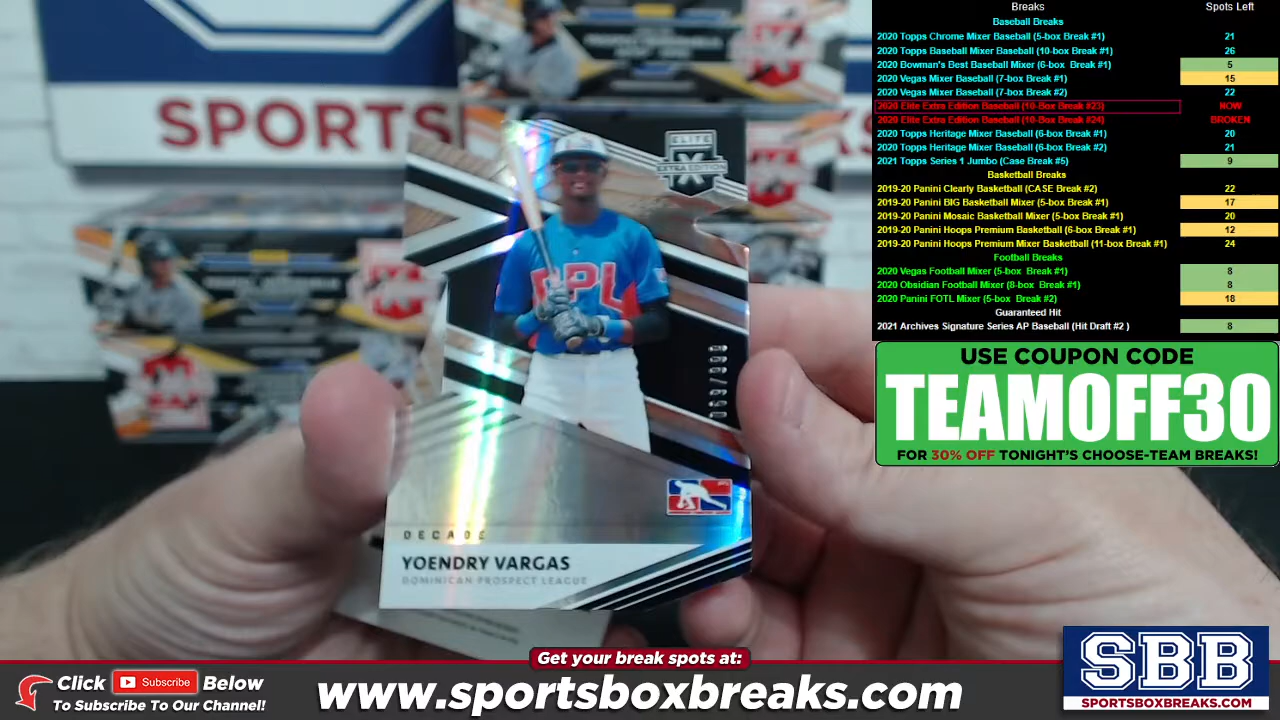 SPORTS
ELITE
X
EXTRA EDITION
DPL
DECADE
YOENDRY VARGAS
DOMINICAN PROSPECT LEAGUE
Breaks Spots Left
Baseball Breaks
2020 Topps Chrome Mixer Baseball (5-box Break #1) 21
2020 Topps Baseball Mixer Baseball (10-box Break #1) 26
2020 Bowman's Best Baseball Mixer (6-box Break #1) 5
2020 Vegas Mixer Baseball (7-box Break #1) 15
2020 Vegas Mixer Baseball (7-box Break #2) 22
2020 Elite Extra Edition Baseball (10-Box Break #23) NOW
2020 Elite Extra Edition Baseball (10-Box Break #24) BROKEN
2020 Topps Heritage Mixer Baseball (6-box Break #1) 20
2020 Topps Heritage Mixer Baseball (6-box Break #2) 21
2021 Topps Series 1 Jumbo (Case Break #5) 9
Basketball Breaks
2019-20 Panini Clearly Basketball (CASE Break #2) 22
2019-20 Panini BIG Basketball Mixer (5-box Break #1) 17
2019-20 Panini Mosaic Basketball Mixer (5-box Break #1) 20
2019-20 Panini Hoops Premium Basketball (6-box Break #1) 12
2019-20 Panini Hoops Premium Mixer Basketball (11-box Break #1) 24
Football Breaks
2020 Vegas Football Mixer (5-box Break #1) 8
2020 Obsidian Football Mixer (8-box Break #1) 8
2020 Panini FOTL Mixer (5-box Break #2) 18
Guaranteed Hit
2021 Archives Signature Series AP Baseball (Hit Draft #2 ) 8
USE COUPON CODE
TEAMOFF30
FOR 30% OFF TONIGHT'S CHOOSE-TEAM BREAKS!
Get your break spots at:
www.sportsboxbreaks.com
Click Subscribe Below
To Subscribe To Our Channel!
SBB
SPORTSBOXBREAKS.COM